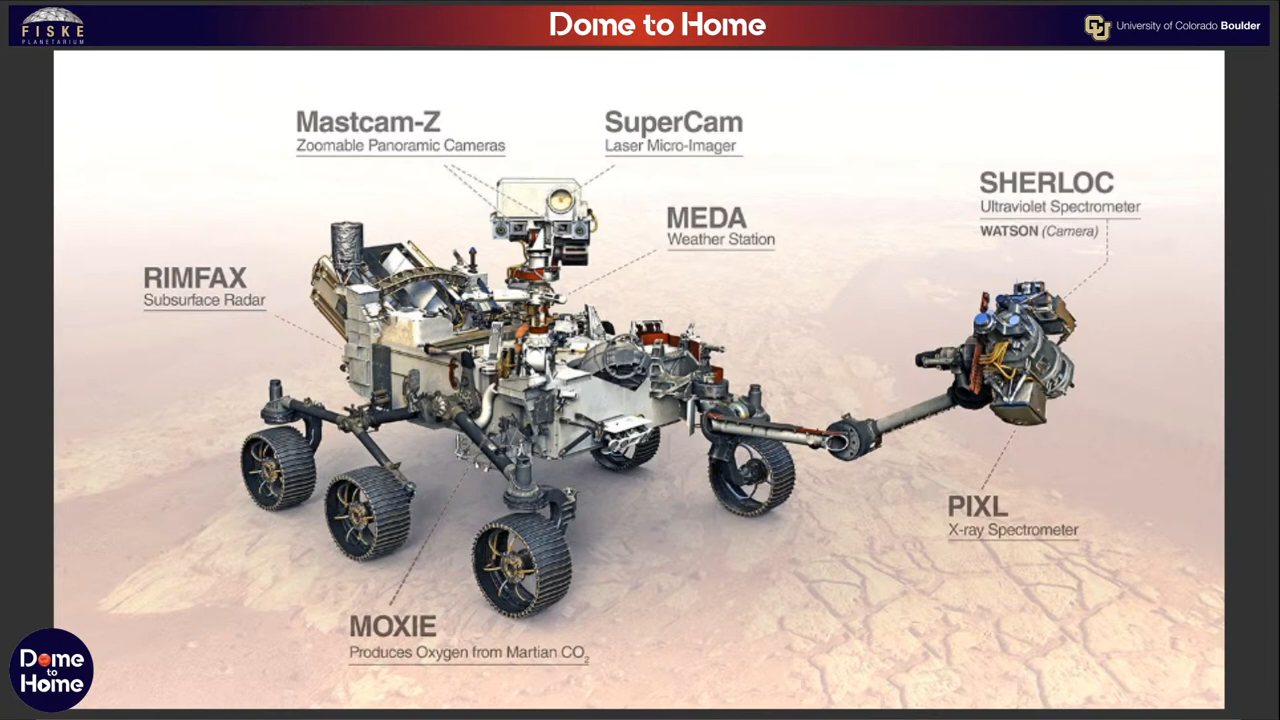 FISKE
PLANETARIUM
Dome to Home
CU
University of Colorado Boulder
Mastcam-Z
Zoomable Panoramic Cameras
SuperCam
Laser Micro-Imager
SHERLOC
Ultraviolet Spectrometer
WATSON (Camera)
MEDA
Weather Station
RIMFAX
Subsurface Radar
PIXL
X-ray Spectrometer
MOXIE
Produces Oxygen from Martian CO₂
Dome
to
Home